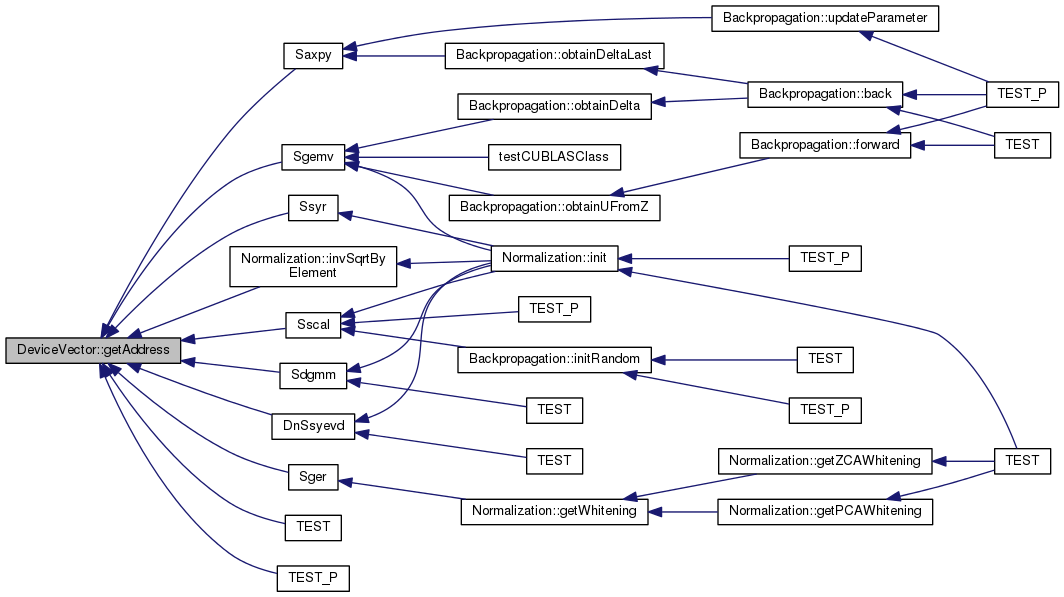 Backpropagation::updateParameter
Saxpy
Backpropagation::obtainDeltaLast
Backpropagation::back
TEST_P
Backpropagation::obtainDelta
Backpropagation::forward
TEST
Sgemv
testCUBLASClass
Ssyr
Backpropagation::obtainUFromZ
Normalization::invSqrtBy
Element
Normalization::init
TEST_P
Sscal
TEST_P
DeviceVector::getAddress
Backpropagation::initRandom
TEST
Sdgmm
TEST
TEST_P
DnSsyevd
TEST
Normalization::getZCAWhitening
TEST
Sger
Normalization::getWhitening
Normalization::getPCAWhitening
TEST
TEST_P